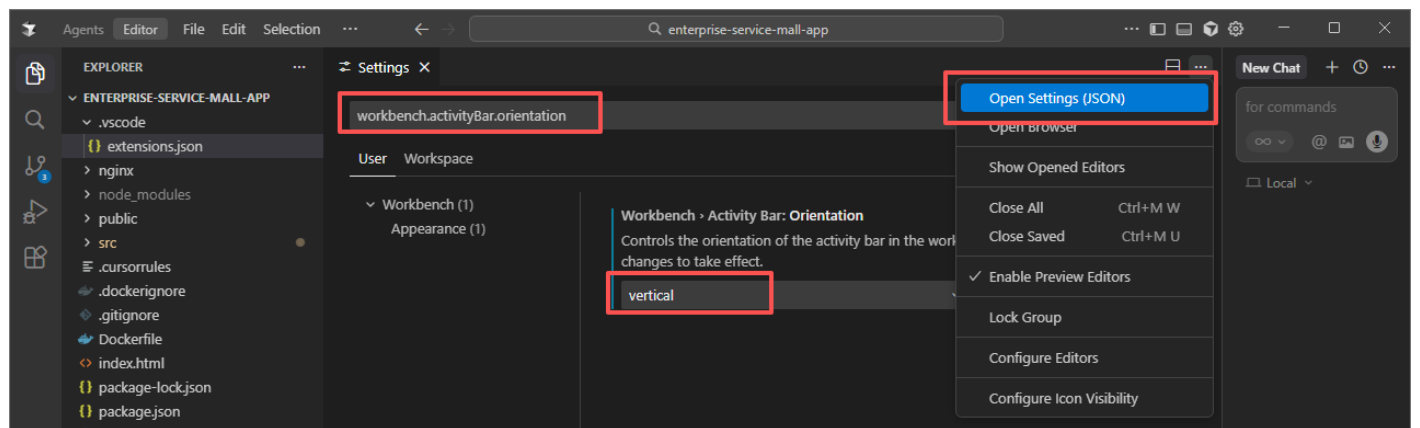 Agents Editor File Edit Selection ··· enterprise-service-mall-app ···
EXPLORER ···
ENTERPRISE-SERVICE-MALL-APP
.vscode
{} extensions.json
nginx
node_modules
public
src
.cursorrules
.dockerignore
.gitignore
Dockerfile
index.html
{} package-lock.json
{} package.json
3
Settings
workbench.activityBar.orientation
User Workspace
Workbench (1)
Appearance (1)
Workbench › Activity Bar: Orientation
Controls the orientation of the activity bar in the
changes to take effect.
vertical
Open Settings (JSON)
Open Browser
Show Opened Editors
Close All Ctrl+M W
Close Saved Ctrl+M U
Enable Preview Editors
Lock Group
Configure Editors
Configure Icon Visibility
New Chat
for commands
@
Local